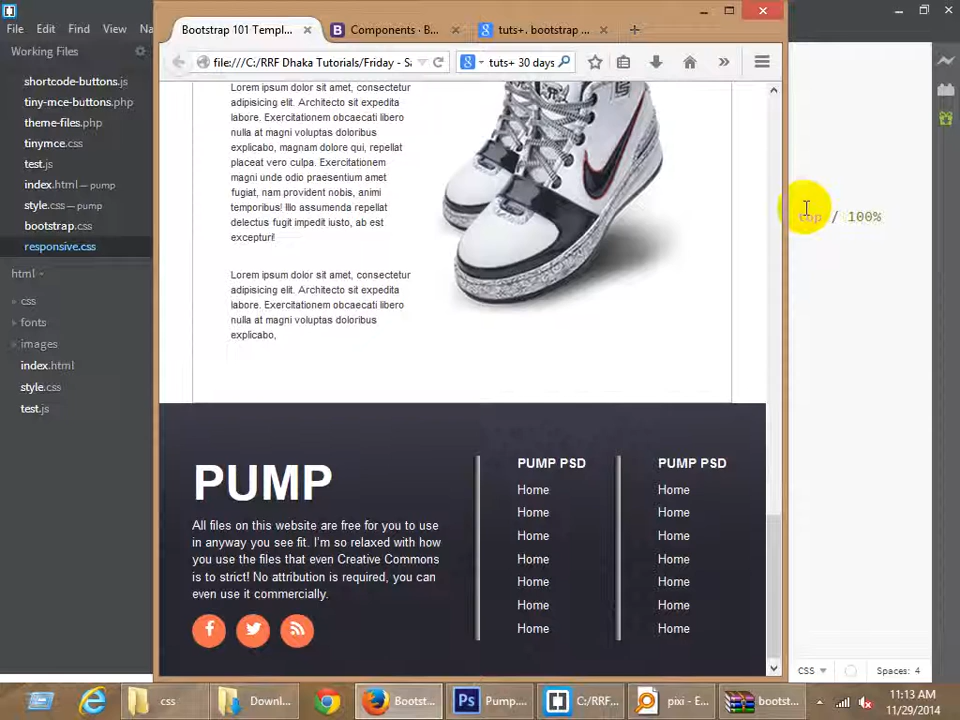 Bootstrap 101 Templ...
Components · B...
tuts+. bootstrap ...
File Edit Find View Na
file:///C:/RRF Dhaka Tutorials/Friday - Sa
tuts+ 30 days
Working Files
shortcode-buttons.js
tiny-mce-buttons.php
theme-files.php
tinymce.css
test.js
index.html — pump
style.css — pump
bootstrap.css
responsive.css
html
css
fonts
images
index.html
style.css
test.js
Lorem ipsum dolor sit amet, consectetur
adipisicing elit. Architecto sit expedita
labore. Exercitationem obcaecati libero
nulla at magni voluptas doloribus
explicabo, magnam dolore qui, repellat
placeat vero culpa. Exercitationem
magni unde odio praesentium amet
fugiat, nam provident nobis, animi
temporibus! Illo assumenda repellat
delectus fugit impedit iusto, ab est
excepturi!
Lorem ipsum dolor sit amet, consectetur
adipisicing elit. Architecto sit expedita
labore. Exercitationem obcaecati libero
nulla at magni voluptas doloribus
explicabo,
top / 100%
PUMP
All files on this website are free for you to use
in anyway you see fit. I'm so relaxed with how
you use the files that even Creative Commons
is to strict! No attribution is required, you can
even use it commercially.
PUMP PSD
Home
Home
Home
Home
Home
Home
Home
PUMP PSD
Home
Home
Home
Home
Home
Home
Home
CSS
Spaces: 4
css
Downl...
Bootst...
Pump....
C:/RRF...
pixi - E...
bootst...
11:13 AM
11/29/2014